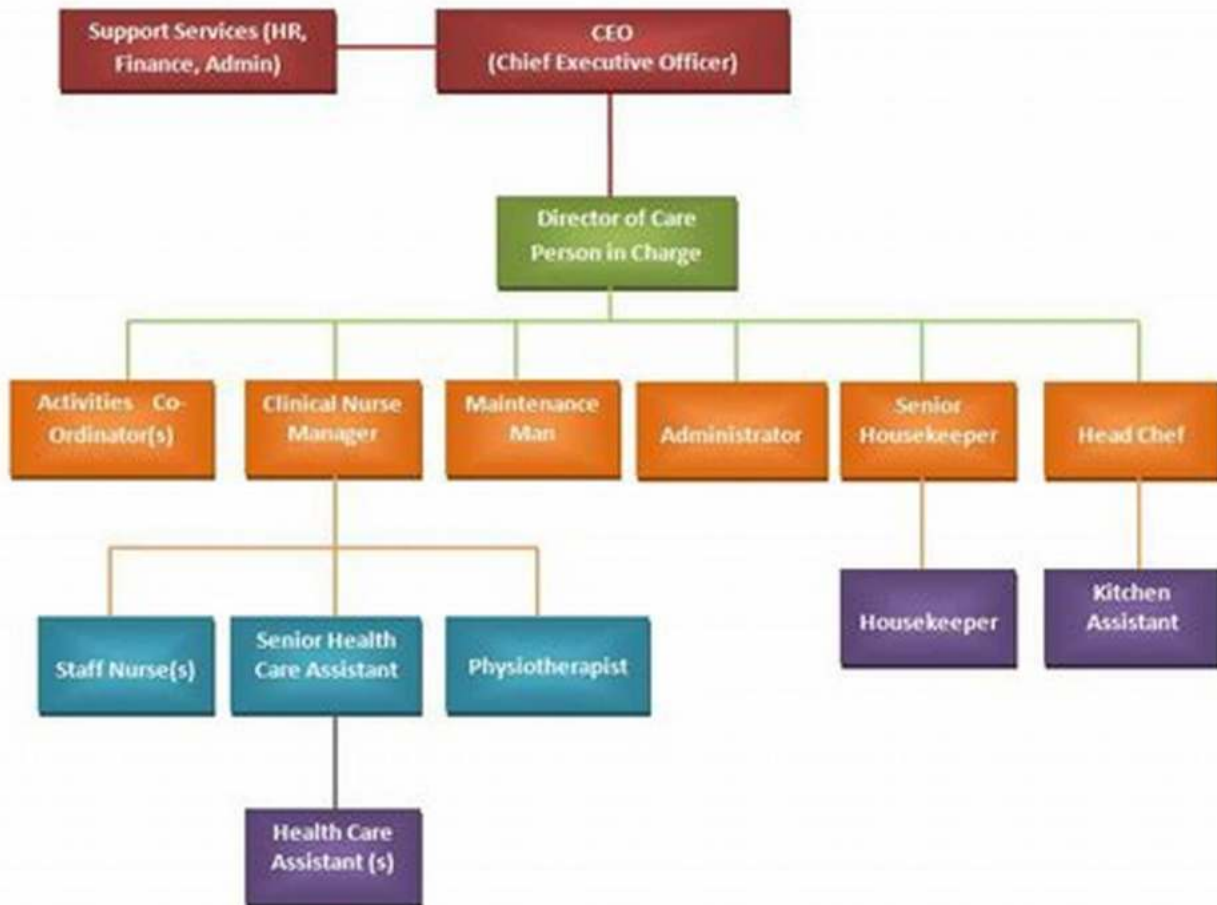 Support Services (HR,
Finance, Admin)
CEO
(Chief Executive Officer)
Director of Care
Person in Charge
Activities Co-
Ordinator(s)
Clinical Nurse
Manager
Maintenance
Man
Administrator
Senior
Housekeeper
Head Chef
Housekeeper
Kitchen
Assistant
Staff Nurse(s)
Senior Health
Care Assistant
Physiotherapist
Health Care
Assistant (s)